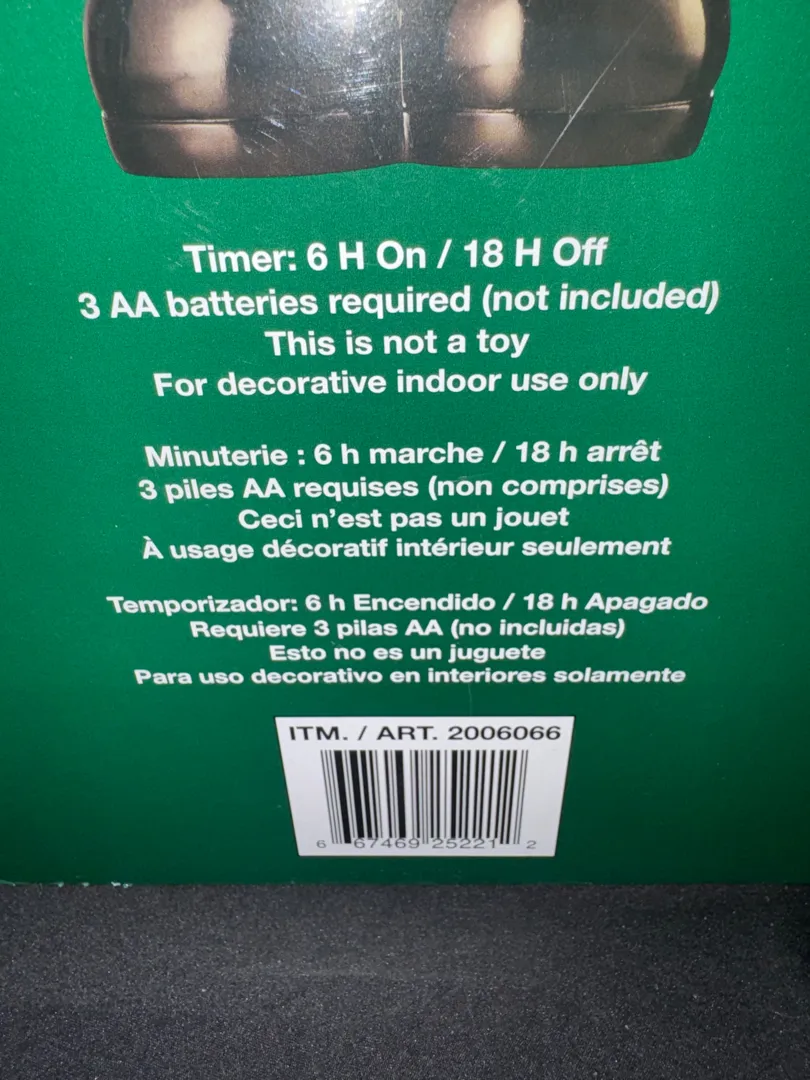 Timer: 6 H On / 18 H Off
3 AA batteries required (not included)
This is not a toy
For decorative indoor use only
Minuterie : 6 h marche / 18 h arrêt
3 piles AA requises (non comprises)
Ceci n’est pas un jouet
À usage décoratif intérieur seulement
Temporizador: 6 h Encendido / 18 h Apagado
Requiere 3 pilas AA (no incluidas)
Esto no es un juguete
Para uso decorativo en interiores solamente
ITM. / ART. 2006066
6 67469 25221 2